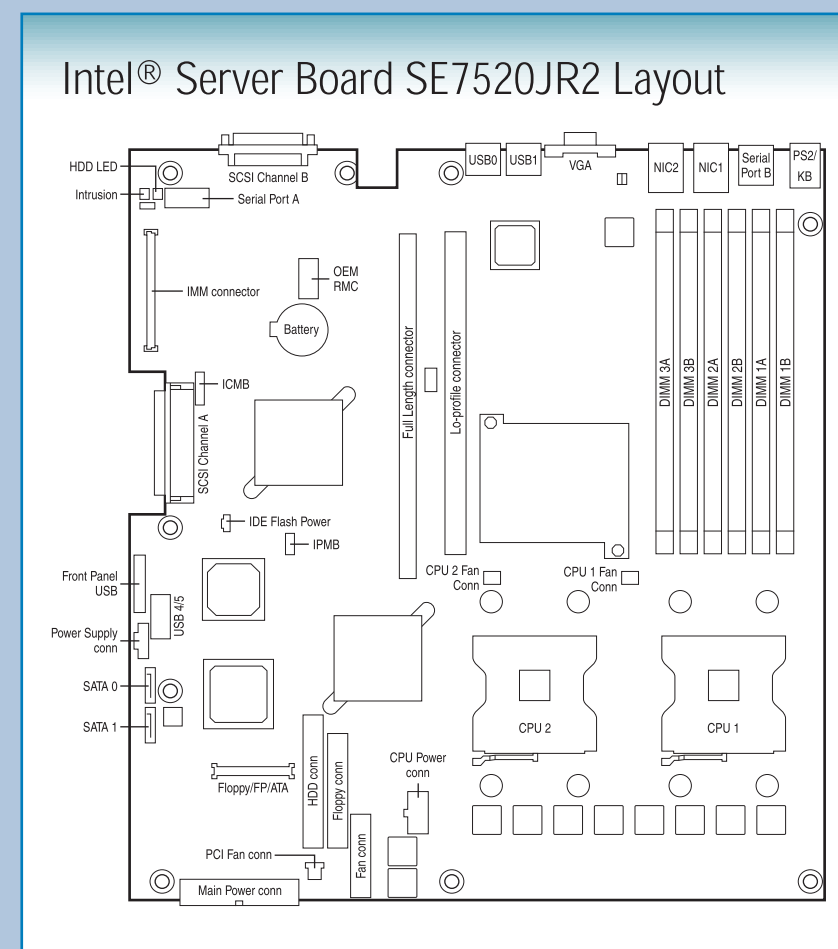 Intel® Server Board SE7520JR2 Layout
HDD LED
Intrusion
SCSI Channel B
Serial Port A
USB0
USB1
VGA
NIC2
NIC1
Serial
Port B
PS2/
KB
IMM connector
OEM
RMC
Battery
ICMB
SCSI Channel A
Full Length connector
Lo-profile connector
DIMM 3A
DIMM 3B
DIMM 2A
DIMM 2B
DIMM 1A
DIMM 1B
IDE Flash Power
IPMB
Front Panel
USB
USB 4/5
Power Supply
conn
SATA 0
SATA 1
CPU 2 Fan
Conn
CPU 1 Fan
Conn
CPU 2
CPU 1
CPU Power
conn
Floppy/FP/ATA
HDD conn
Floppy conn
Fan conn
PCI Fan conn
Main Power conn